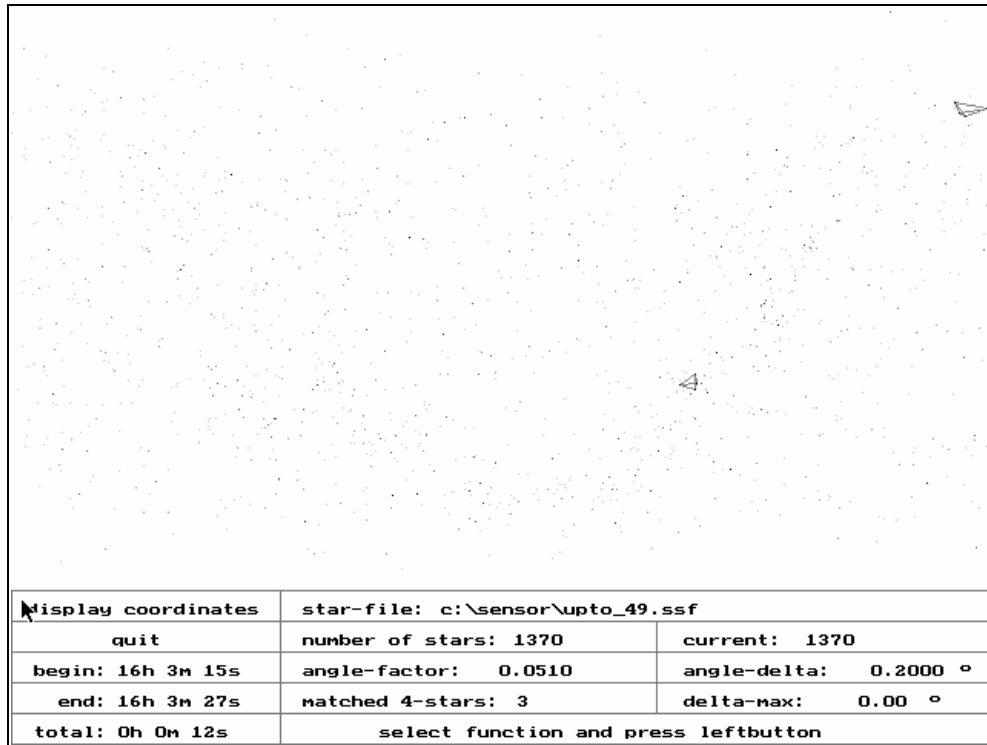 display coordinates star-file: c:\sensor\upto_49.ssf
quit number of stars: 1370 current: 1370
begin: 16h 3m 15s angle-factor: 0.0510 angle-delta: 0.2000 º
end: 16h 3m 27s matched 4-stars: 3 delta-max: 0.00 º
total: 0h 0m 12s select function and press leftbutton